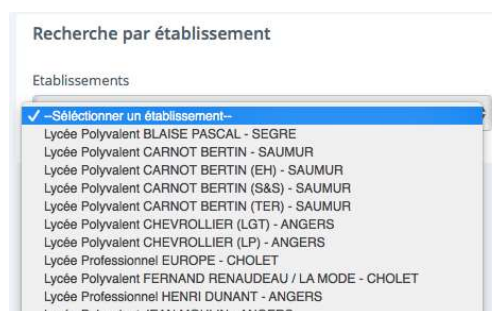 Recherche par établissement
Etablissements
✓ --Séléctionner un établissement--
Lycée Polyvalent BLAISE PASCAL - SEGRE
Lycée Polyvalent CARNOT BERTIN - SAUMUR
Lycée Polyvalent CARNOT BERTIN (EH) - SAUMUR
Lycée Polyvalent CARNOT BERTIN (S&S) - SAUMUR
Lycée Polyvalent CARNOT BERTIN (TER) - SAUMUR
Lycée Polyvalent CHEVROLLIER (LGT) - ANGERS
Lycée Polyvalent CHEVROLLIER (LP) - ANGERS
Lycée Professionnel EUROPE - CHOLET
Lycée Polyvalent FERNAND RENAUDEAU / LA MODE - CHOLET
Lycée Professionnel HENRI DUNANT - ANGERS